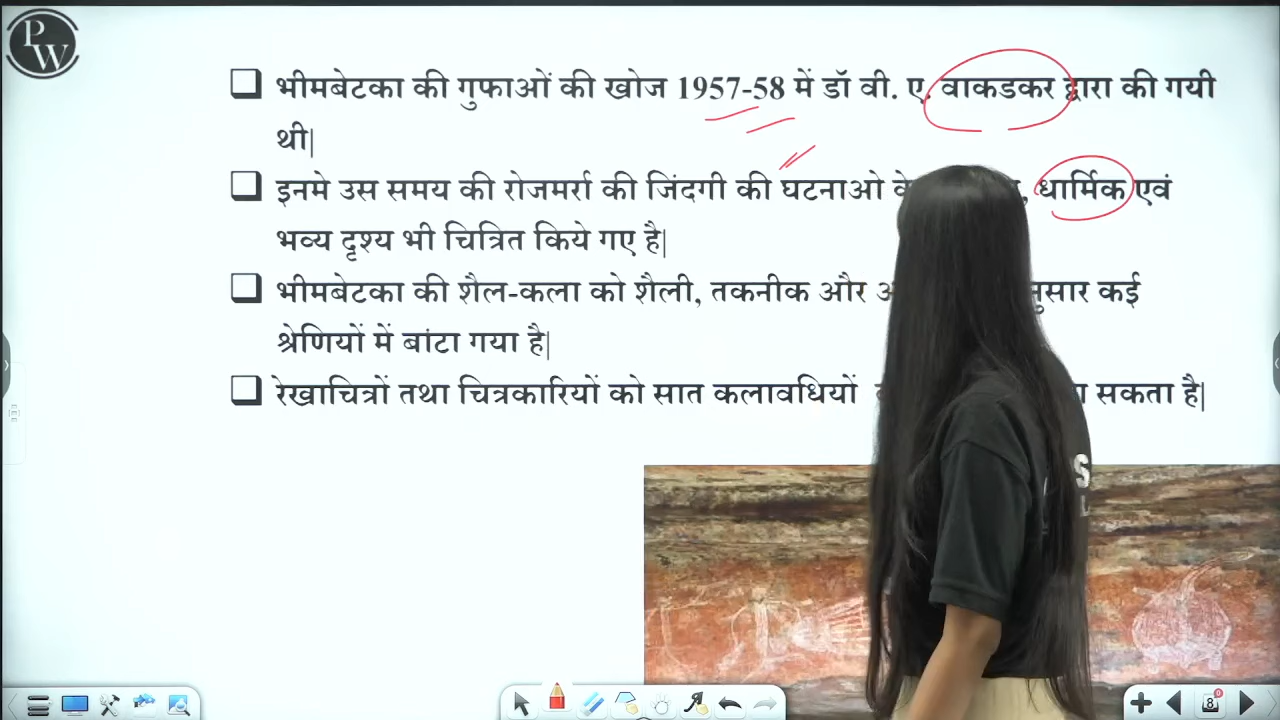 PW
भीमबेटका की गुफाओं की खोज 1957-58 में डॉ वी. ए. वाकडकर द्वारा की गयी
थी|
इनमे उस समय की रोजमर्रा की जिंदगी की घटनाओ धार्मिक एवं
भव्य दृश्य भी चित्रित किये गए है|
भीमबेटका की शैल-कला को शैली, तकनीक और कई
श्रेणियों में बांटा गया है|
रेखाचित्रों तथा चित्रकारियों को सात कलावधियों सकता है|
S
L
8